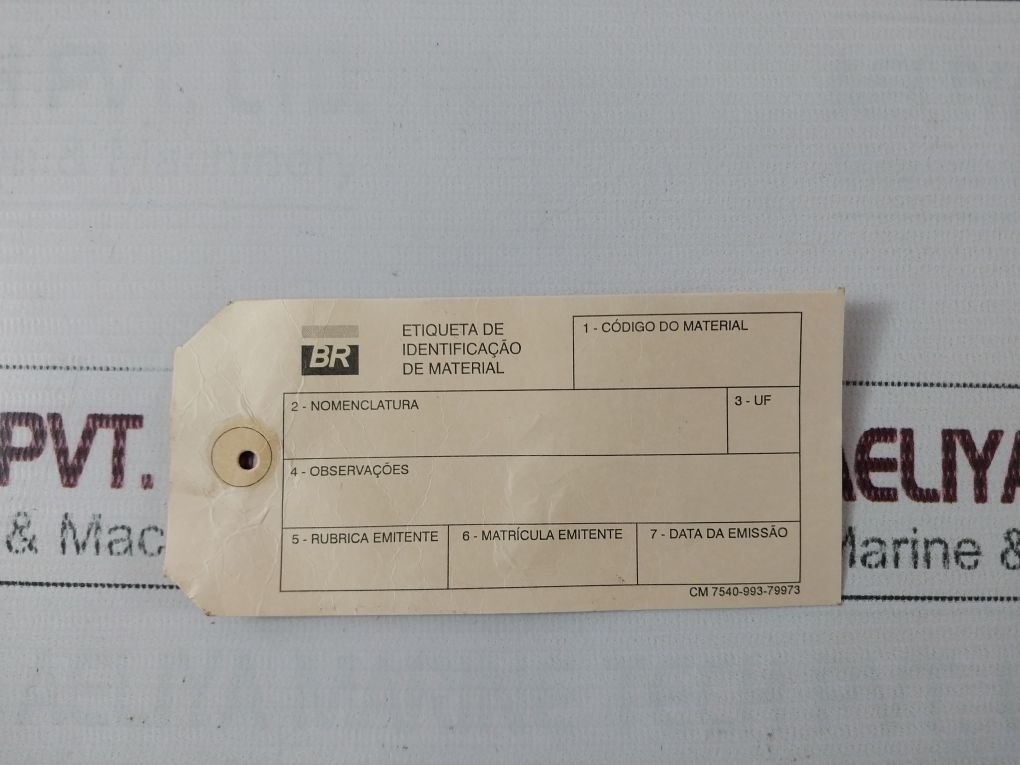 BR
ETIQUETA DE
IDENTIFICAÇÃO
DE MATERIAL
1 - CÓDIGO DO MATERIAL
2 - NOMENCLATURA
3 - UF
4 - OBSERVAÇÕES
5 - RUBRICA EMITENTE
6 - MATRÍCULA EMITENTE
7 - DATA DA EMISSÃO
CM 7540-993-79973
PVT.
& Mac
AELIYA
Marine &